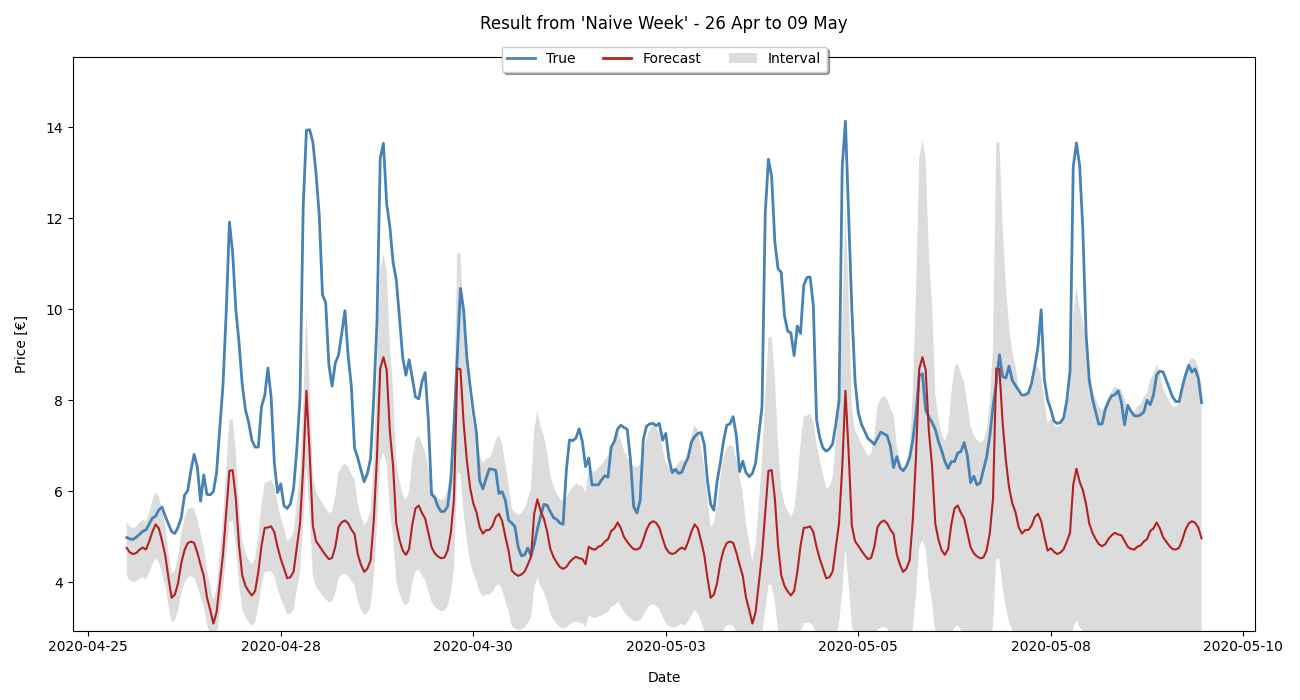 Result from 'Naive Week' - 26 Apr to 09 May
True Forecast Interval
14
12
10
8
6
4
Price [€]
2020-04-25 2020-04-28 2020-04-30 2020-05-03 2020-05-05 2020-05-08 2020-05-10
Date